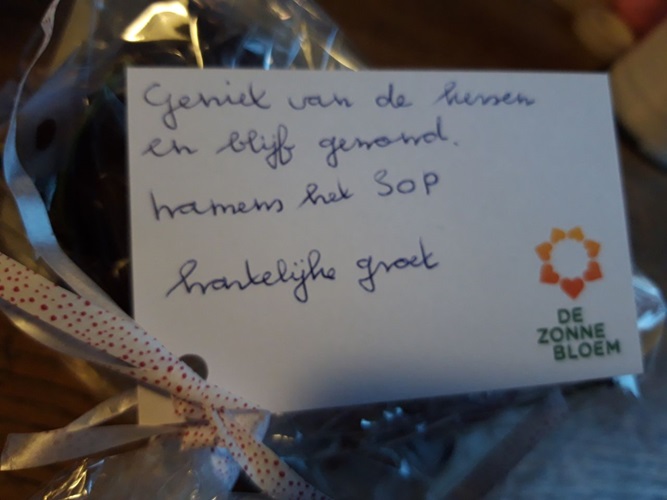 Geniet van de kersen
en blijf gezond.
namens het SOP
hartelijke groet
DE
ZONNE
BLOEM